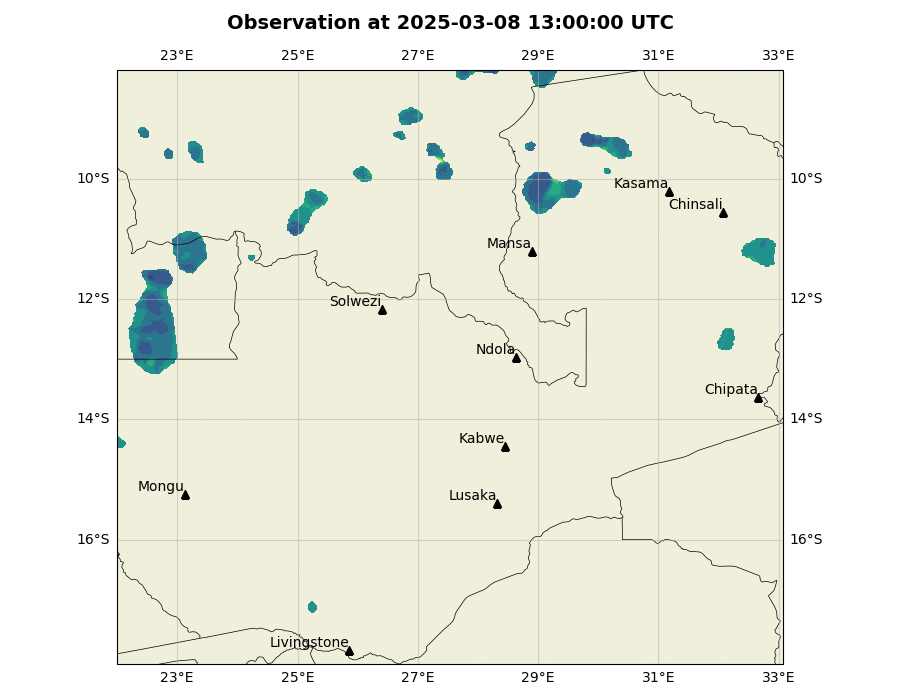 Observation at 2025-03-08 13:00:00 UTC
23°E 25°E 27°E 29°E 31°E 33°E
10°S 10°S
Kasama
Chinsali
Mansa
12°S 12°S
Solwezi
Ndola
Chipata
14°S 14°S
Kabwe
Mongu
Lusaka
16°S 16°S
Livingstone
23°E 25°E 27°E 29°E 31°E 33°E